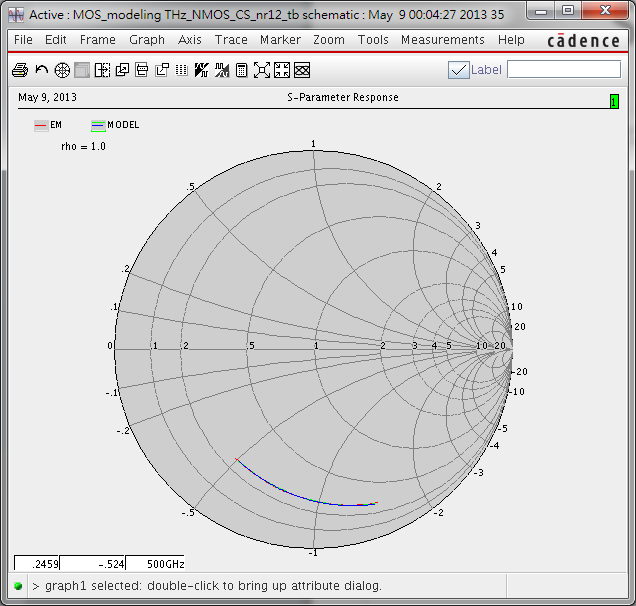 Active : MOS_modeling THz_NMOS_CS_nr12_tb schematic : May 9 00:04:27 2013 35
File Edit Frame Graph Axis Trace Marker Zoom Tools Measurements Help cādence
Label
May 9, 2013 S-Parameter Response 1
EM MODEL
rho = 1.0
1
.5 2
3
4
.2 5
.1 10
20
0 .1 .2 .5 1 2 3 4 5 10 20
-20
-.1 -10
-.2 -5
-4
-3
-.5 -2
-1
.2459 -.524 500GHz
> graph1 selected: double-click to bring up attribute dialog.